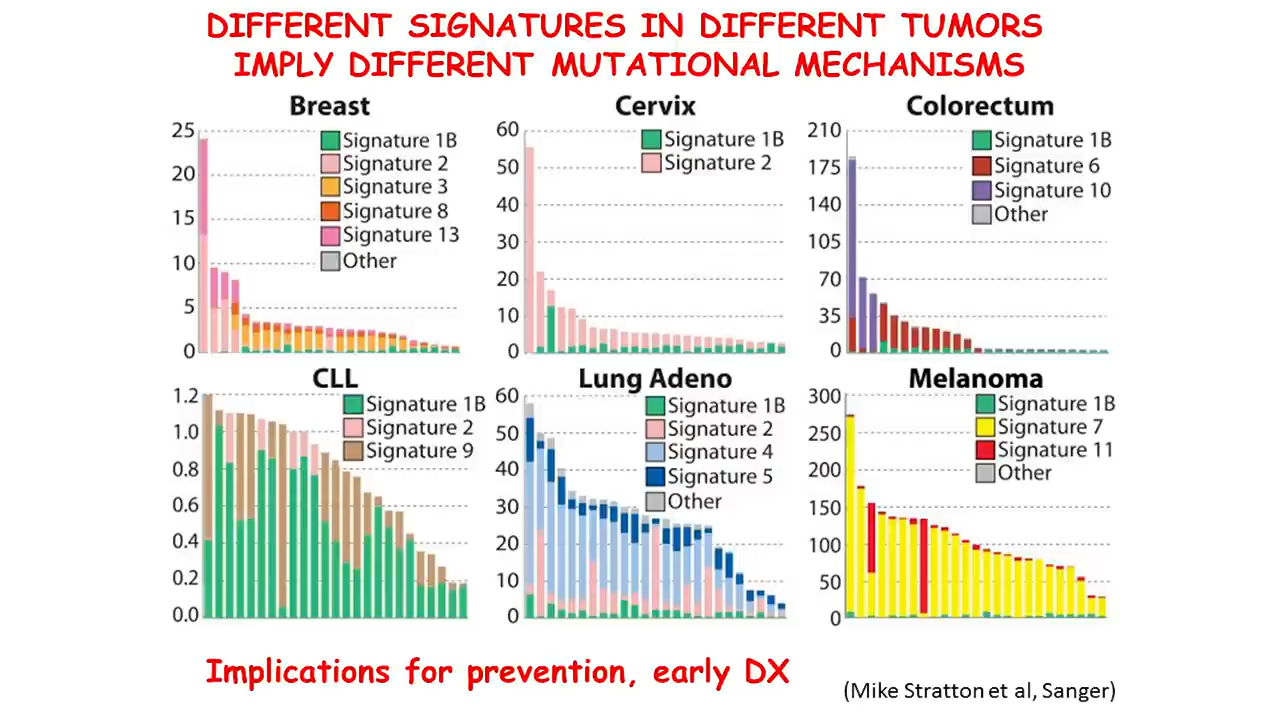 DIFFERENT SIGNATURES IN DIFFERENT TUMORS
IMPLY DIFFERENT MUTATIONAL MECHANISMS
Breast
25
20
15
10
5
0
Signature 1B
Signature 2
Signature 3
Signature 8
Signature 13
Other
Cervix
60
50
40
30
20
10
0
Signature 1B
Signature 2
Colorectum
210
175
140
105
70
35
0
Signature 1B
Signature 6
Signature 10
Other
CLL
1.2
1.0
0.8
0.6
0.4
0.2
0.0
Signature 1B
Signature 2
Signature 9
Lung Adeno
60
50
40
30
20
10
0
Signature 1B
Signature 2
Signature 4
Signature 5
Other
Melanoma
300
250
200
150
100
50
0
Signature 1B
Signature 7
Signature 11
Other
Implications for prevention, early DX
(Mike Stratton et al, Sanger)